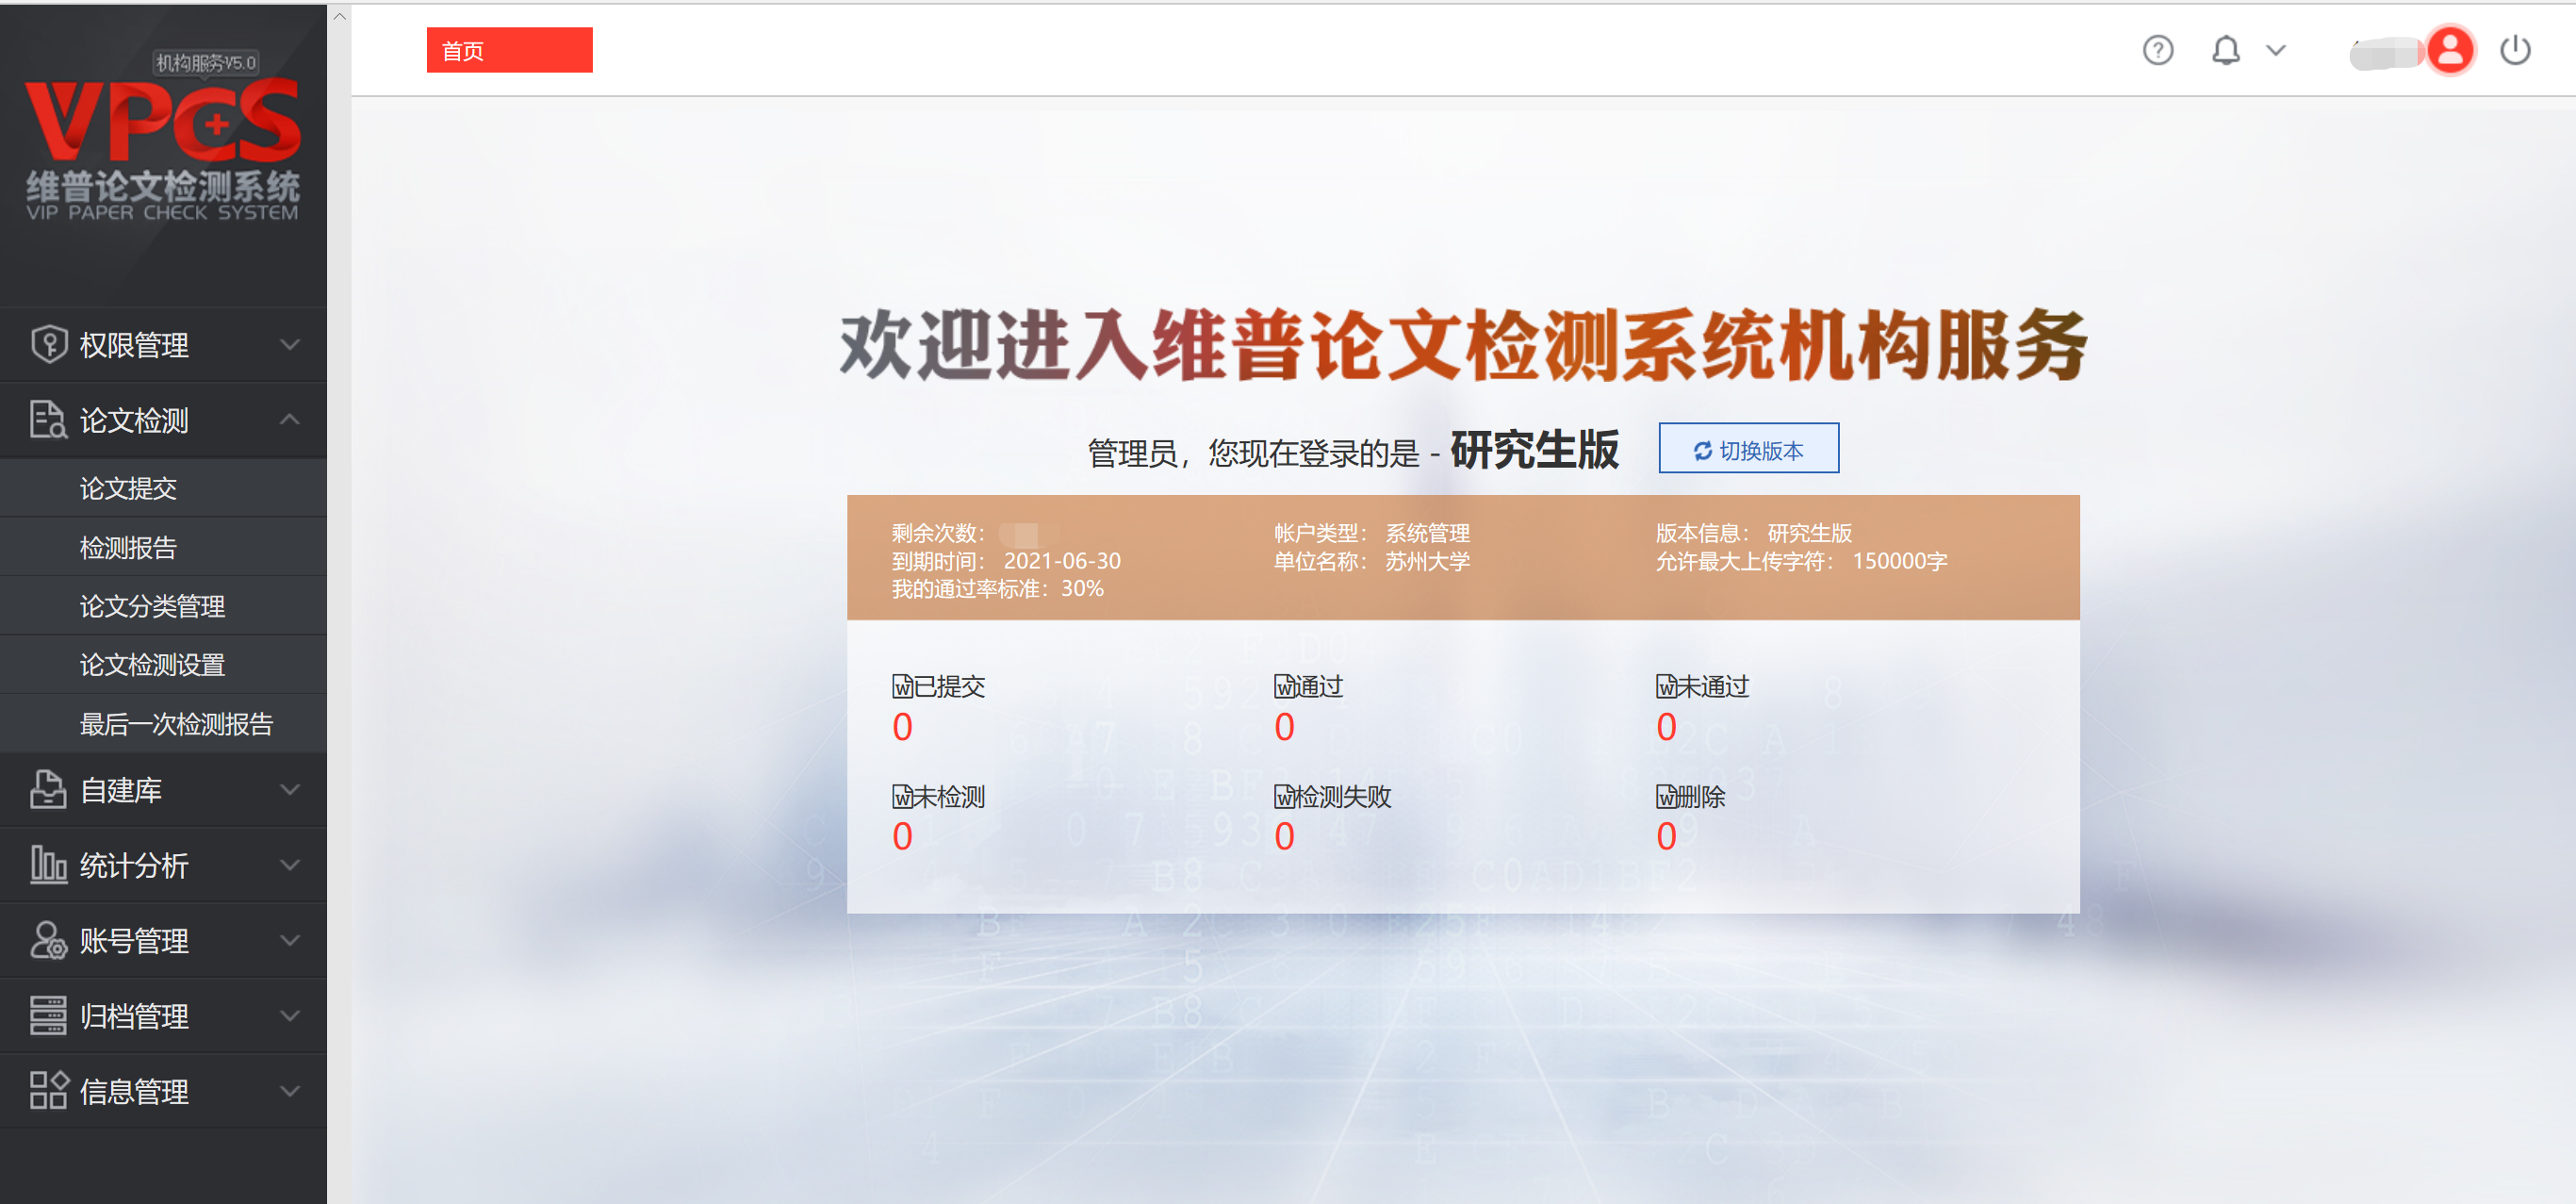 机构服务V5.0
VPCS
维普论文检测系统
VIP PAPER CHECK SYSTEM
首页
权限管理
论文检测
论文提交
检测报告
论文分类管理
论文检测设置
最后一次检测报告
自建库
统计分析
账号管理
归档管理
信息管理
欢迎进入维普论文检测系统机构服务
管理员，您现在登录的是 - 研究生版 切换版本
剩余次数： 帐户类型： 系统管理 版本信息： 研究生版
到期时间： 2021-06-30 单位名称： 苏州大学 允许最大上传字符： 150000字
我的通过率标准：30%
已提交 通过 未通过
0 0 0
未检测 检测失败 删除
0 0 0